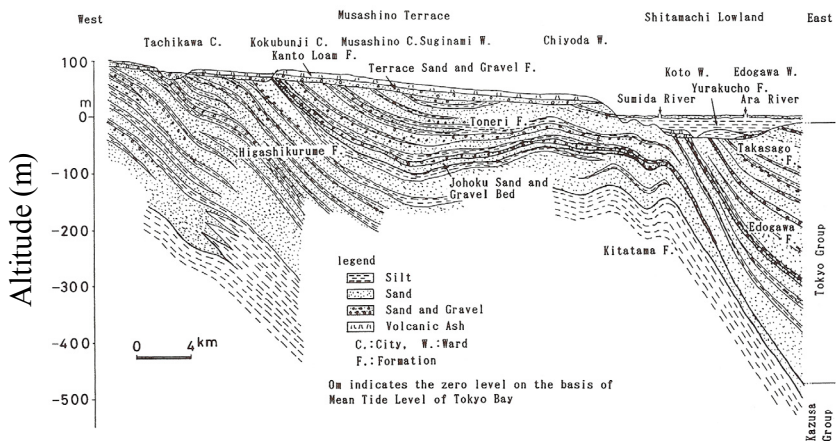 West
Musashino Terrace
Shitamachi Lowland
East
Tachikawa C.
Kokubunji C.
Musashino C.
Suginami W.
Chiyoda W.
Kanto Loam F.
Terrace Sand and Gravel F.
Koto W.
Edogawa W.
Yurakucho F.
Sumida River
Ara River
Toneri F.
Higashikurume F.
Takasago F.
Johoku Sand and
Gravel Bed
Edogawa F.
Kitatama F.
Tokyo Group
Kazusa
Group
Altitude (m)
100
m
0
-100
-200
-300
-400
-500
0 4 km
legend
Silt
Sand
Sand and Gravel
Volcanic Ash
C.:City, W.:Ward
F.:Formation
0m indicates the zero level on the basis of
Mean Tide Level of Tokyo Bay